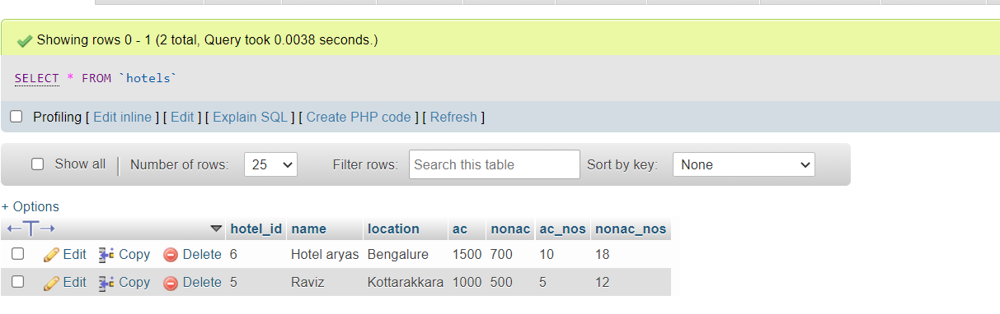 Showing rows 0 - 1 (2 total, Query took 0.0038 seconds.)
SELECT * FROM `hotels`
Profiling [ Edit inline ] [ Edit ] [ Explain SQL ] [ Create PHP code ] [ Refresh ]
Show all Number of rows: 25 Filter rows: Search this table Sort by key: None
+ Options
←T→ hotel_id name location ac nonac ac_nos nonac_nos
Edit Copy Delete 6 Hotel aryas Bengalure 1500 700 10 18
Edit Copy Delete 5 Raviz Kottarakkara 1000 500 5 12